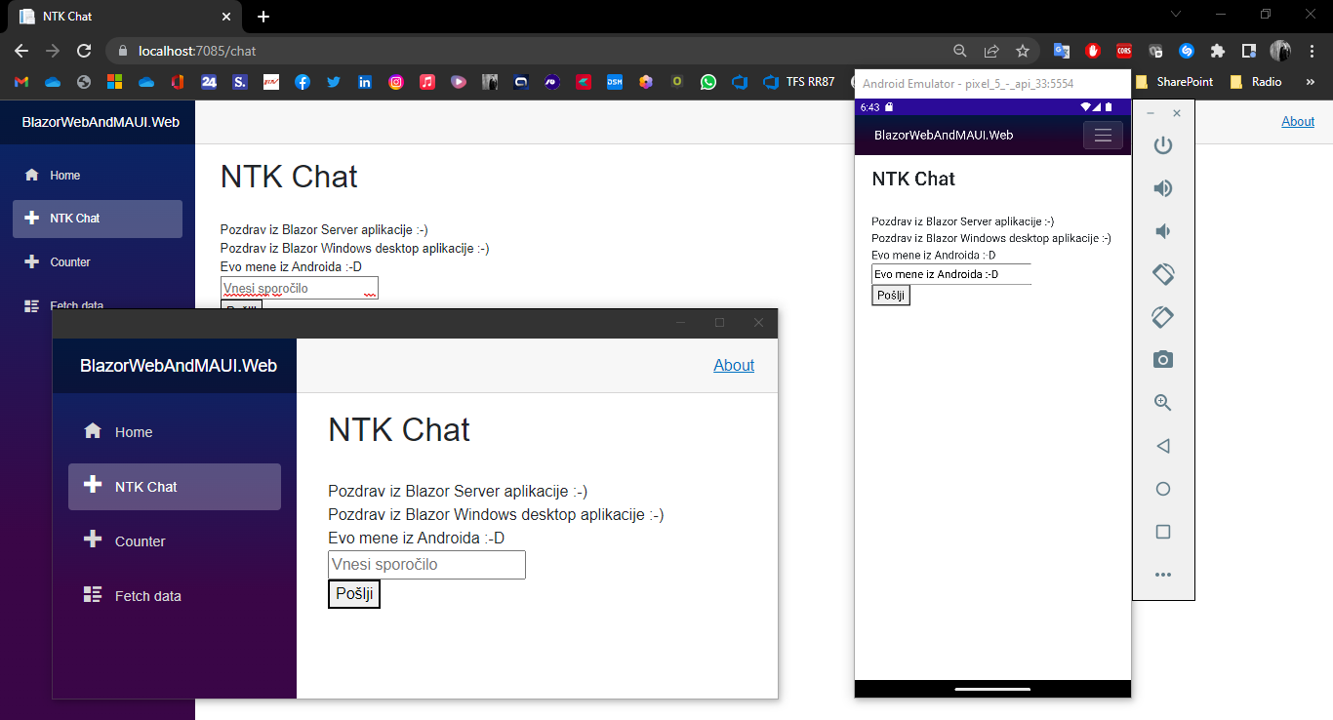 NTK Chat
localhost:7085/chat
24
S.
CORS
DSM
TFS RR87
SharePoint
Radio
»
BlazorWebAndMAUI.Web
About
Home
NTK Chat
Counter
Fetch data
NTK Chat
Pozdrav iz Blazor Server aplikacije :-)
Pozdrav iz Blazor Windows desktop aplikacije :-)
Evo mene iz Androida :-D
Vnesi sporočilo
BlazorWebAndMAUI.Web
About
Home
NTK Chat
Counter
Fetch data
NTK Chat
Pozdrav iz Blazor Server aplikacije :-)
Pozdrav iz Blazor Windows desktop aplikacije :-)
Evo mene iz Androida :-D
Vnesi sporočilo
Pošlji
Android Emulator - pixel_5_-_api_33:5554
6:43
BlazorWebAndMAUI.Web
NTK Chat
Pozdrav iz Blazor Server aplikacije :-)
Pozdrav iz Blazor Windows desktop aplikacije :-)
Evo mene iz Androida :-D
Evo mene iz Androida :-D
Pošlji